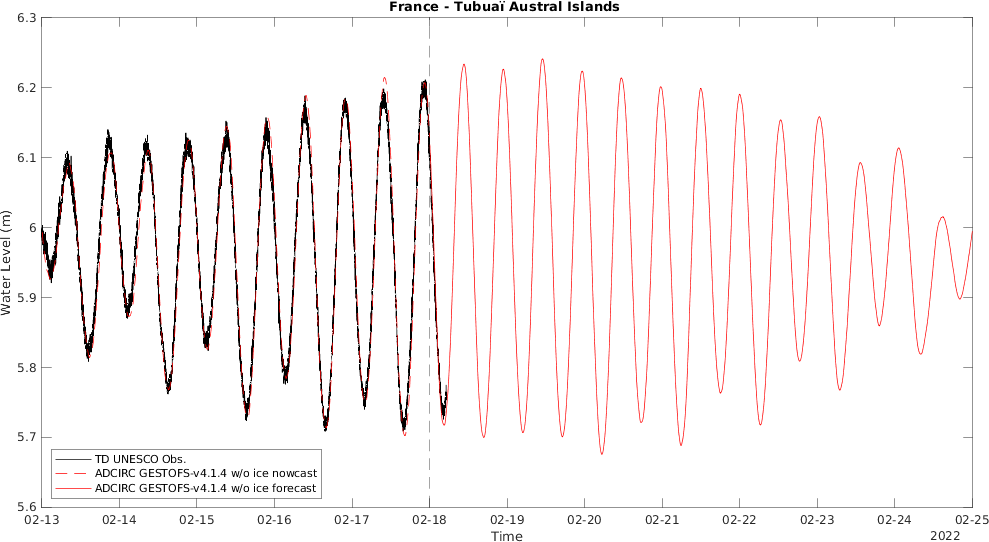 France - Tubuaï Austral Islands
6.3
6.2
6.1
6
5.9
5.8
5.7
5.6
Water Level (m)
TD UNESCO Obs.
ADCIRC GESTOFS-v4.1.4 w/o ice nowcast
ADCIRC GESTOFS-v4.1.4 w/o ice forecast
02-13 02-14 02-15 02-16 02-17 02-18 02-19 02-20 02-21 02-22 02-23 02-24 02-25
Time
2022